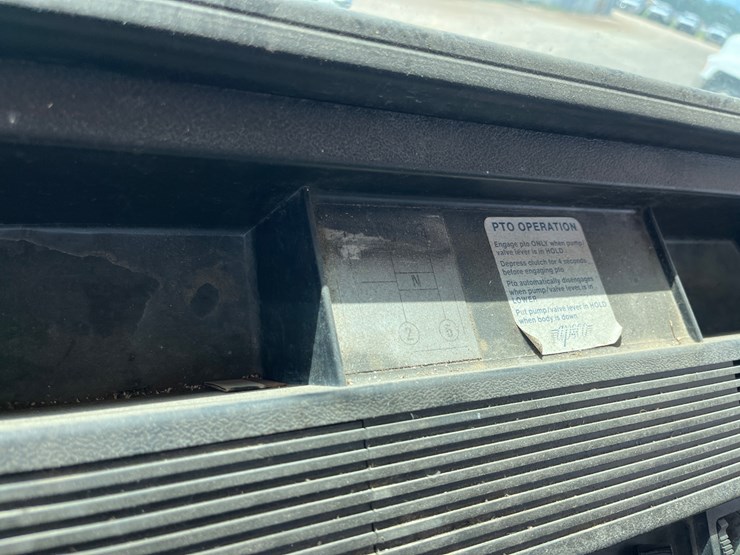 N
2 6
PTO OPERATION
Engage pto ONLY when pump/
valve lever is in HOLD
Depress clutch for 4 seconds
before engaging pto
Pto automatically disengages
when pump/valve lever is in
LOWER
Put pump/valve lever in HOLD
when body is down.